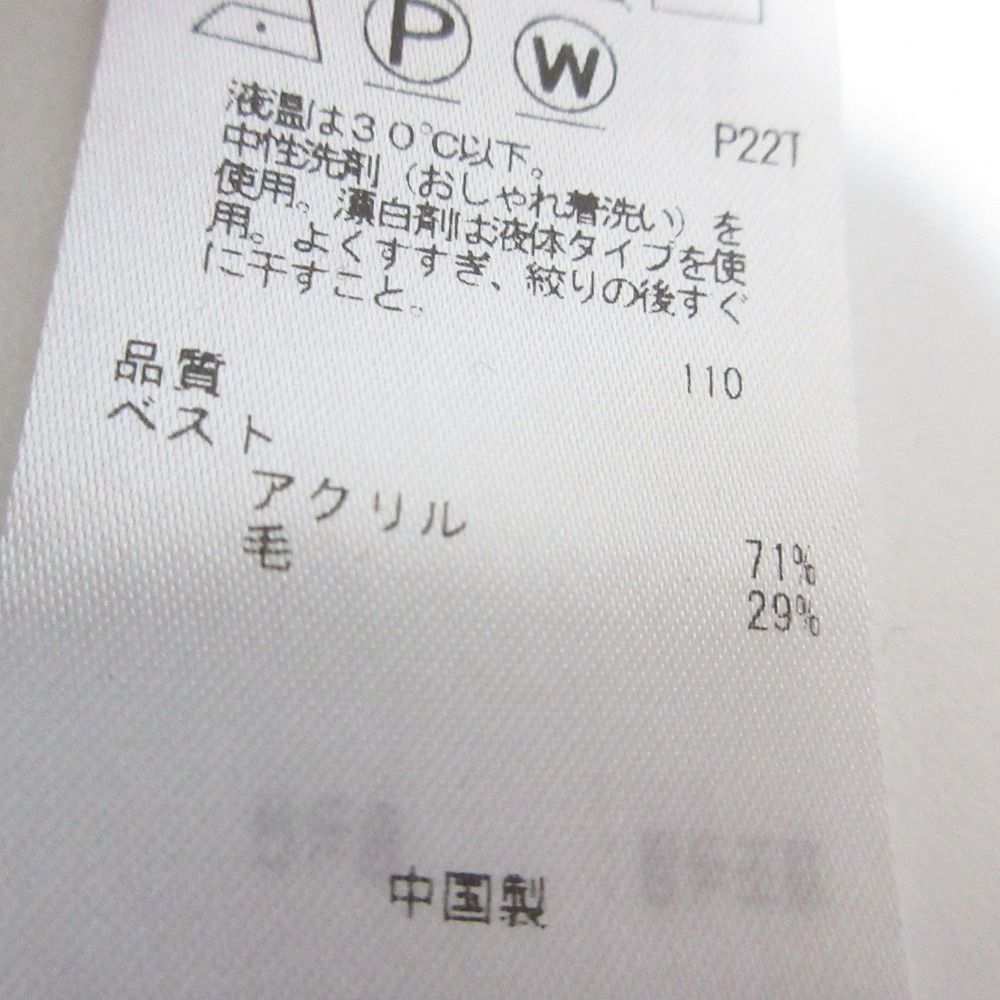 P
W
P22T
液温は30℃以下。
中性洗剤(おしゃれ着洗い)を
使用。漂白剤は液体タイプを使
用。よくすすぎ、絞りの後すぐ
に干すこと。
品質 110
ベスト
アクリル 71%
毛 29%
中国製